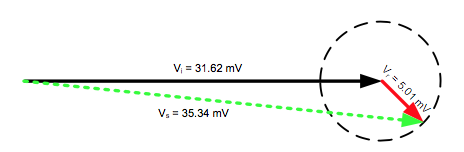 Vᵢ = 31.62 mV
Vᵣ = 5.01 mV
Vₛ = 35.34 mV